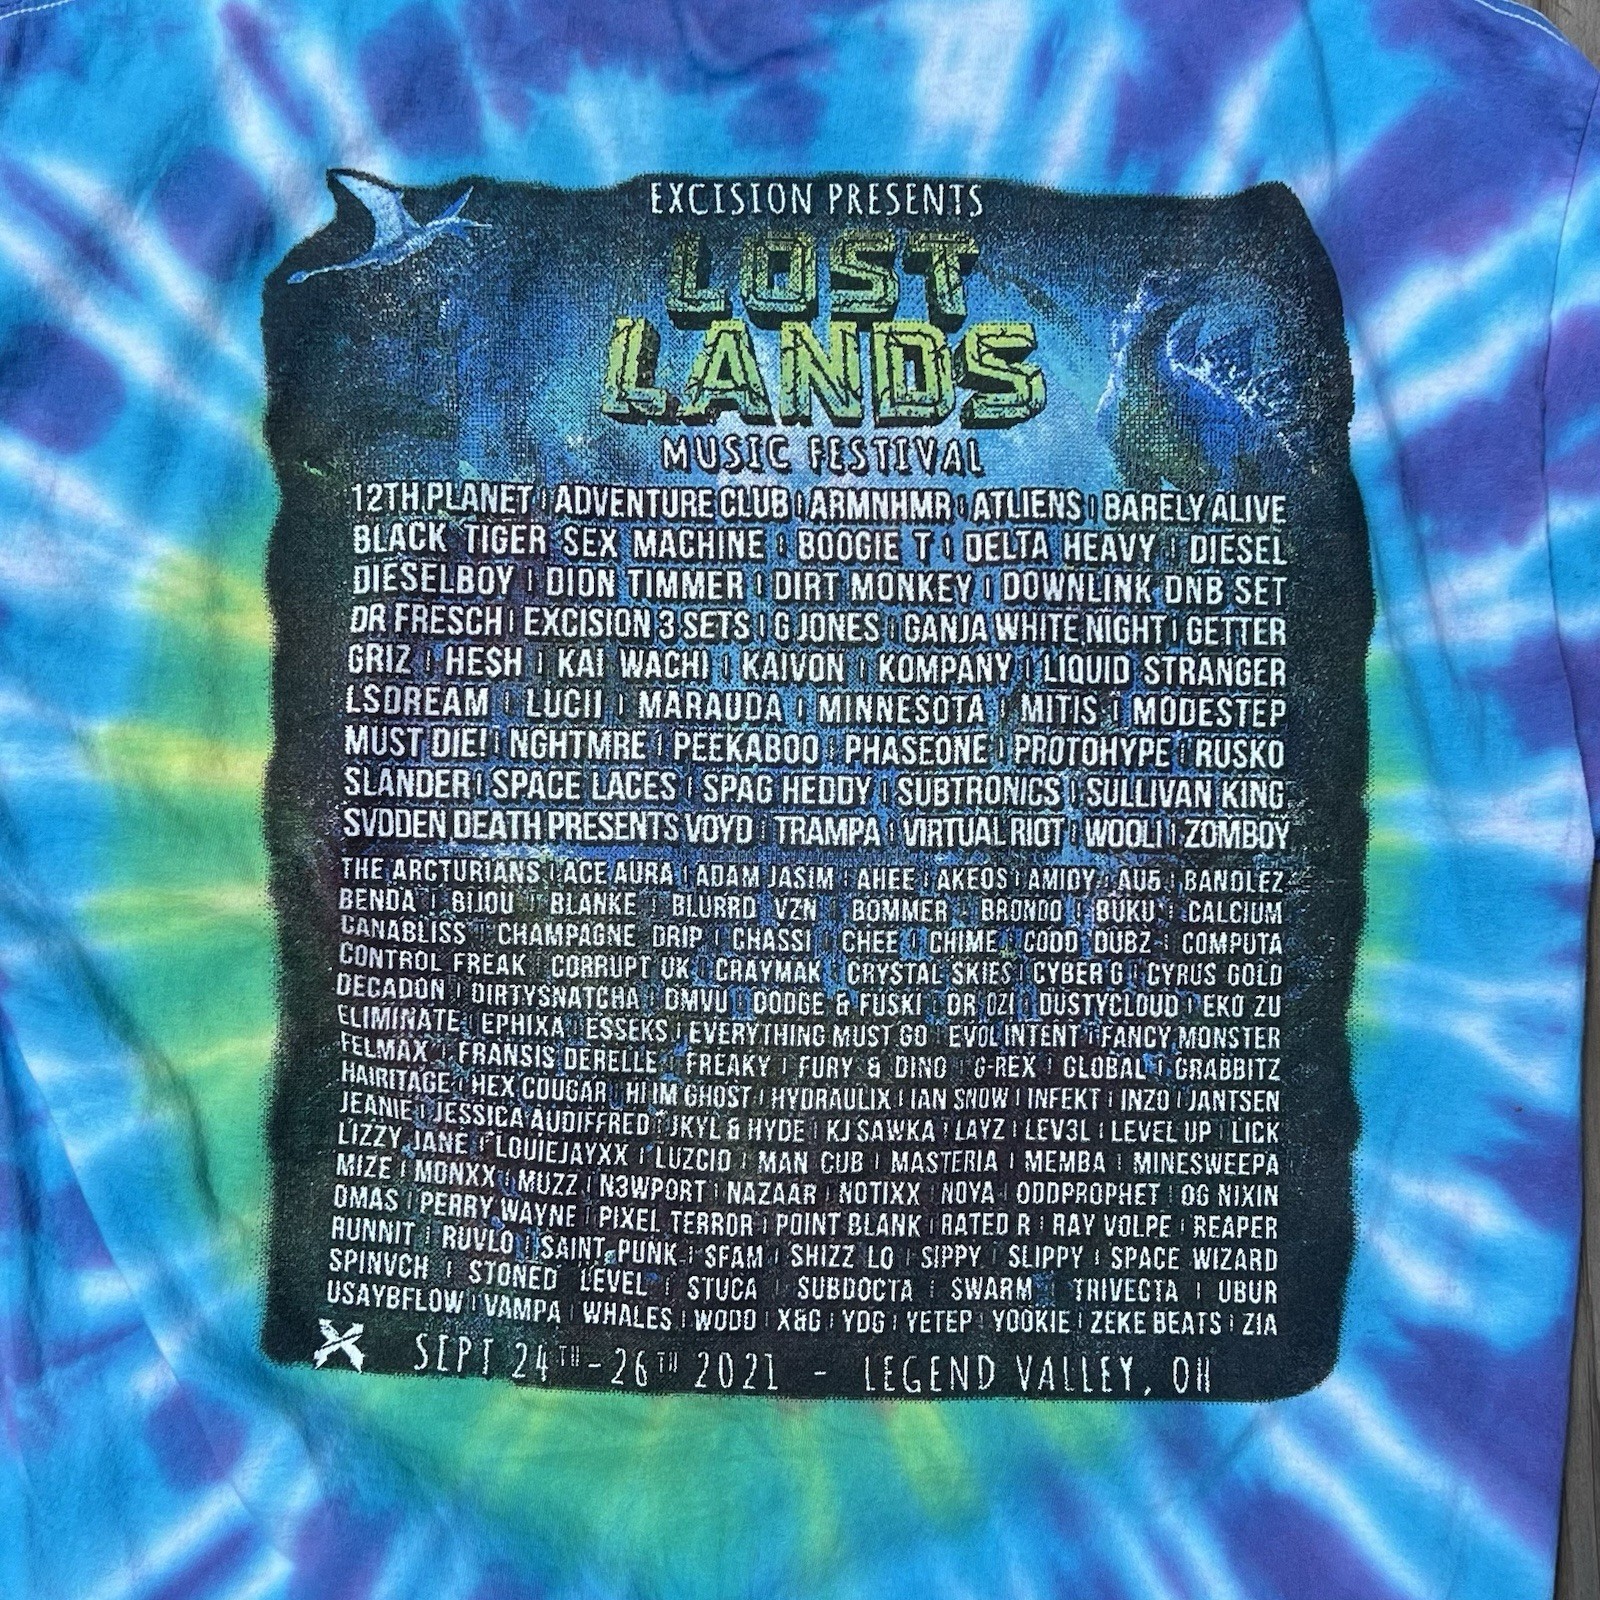 EXCISION PRESENTS
LOST
LANDS
MUSIC FESTIVAL
12TH PLANET | ADVENTURE CLUB | ARMNHMR | ATLIENS | BARELY ALIVE
BLACK TIGER SEX MACHINE | BOOGIE T | DELTA HEAVY | DIESEL
DIESELBOY | DION TIMMER | DIRT MONKEY | DOWNLINK DNB SET
DR FRESCH | EXCISION 3 SETS | G JONES | GANJA WHITE NIGHT | GETTER
GRIZ | HE$H | KAI WACHI | KAIVON | KOMPANY | LIQUID STRANGER
LSDREAM | LUCII | MARAUDA | MINNESOTA | MITIS | MODESTEP
MUST DIE! | NGHTMRE | PEEKABOO | PHASEONE | PROTOHYPE | RUSKO
SLANDER | SPACE LACES | SPAG HEDDY | SUBTRONICS | SULLIVAN KING
SVDDEN DEATH PRESENTS VOYD | TRAMPA | VIRTUAL RIOT | WOOLI | ZOMBOY
THE ARCTURIANS | ACE AURA | ADAM JASIM | AHEE | AKEOS | AMIDY | AU5 | BANDLEZ
BENDA | BIJOU | BLANKE | BLURRD VZN | BOMMER | BRONDO | BUKU | CALCIUM
CANABLISS | CHAMPAGNE DRIP | CHASSI | CHEE | CHIME | CODD DUBZ | COMPUTA
CONTROL FREAK | CORRUPT UK | CRAYMAK | CRYSTAL SKIES | CYBER G | CYRUS GOLD
DECADON | DIRTYSNATCHA | DMVU | DODGE & FUSKI | DR OZI | DUSTYCLOUD | EKO ZU
ELIMINATE | EPHIXA | ESSEKS | EVERYTHING MUST GO | EVOL INTENT | FANCY MONSTER
FELMAX | FRANSIS DERELLE | FREAKY | FURY & DINO | G-REX | GLOBAL | GRABBITZ
HAIRITAGE | HEX COUGAR | HI IM GHOST | HYDRAULIX | IAN SNOW | INFEKT | INZO | JANTSEN
JEANIE | JESSICA AUDIFFRED | JKYL & HYDE | KJ SAWKA | LAYZ | LEV3L | LEVEL UP | LICK
LIZZY JANE | LOUIEJAYXX | LUZCID | MAN CUB | MASTERIA | MEMBA | MINESWEEPA
MIZE | MONXX | MUZZ | N3WPORT | NAZAAR | NOTIXX | NOYA | ODDPROPHET | OG NIXIN
OMAS | PERRY WAYNE | PIXEL TERROR | POINT BLANK | RATED R | RAY VOLPE | REAPER
RUNNIT | RUVLO | SAINT PUNK | SFAM | SHIZZ LO | SIPPY | SLIPPY | SPACE WIZARD
SPINVCH | STONED LEVEL | STUCA | SUBDOCTA | SWARM | TRIVECTA | UBUR
USAYBFLOW | VAMPA | WHALES | WODD | X&G | YDG | YETEP | YOOKIE | ZEKE BEATS | ZIA
SEPT 24TH - 26TH 2021 - LEGEND VALLEY, OH